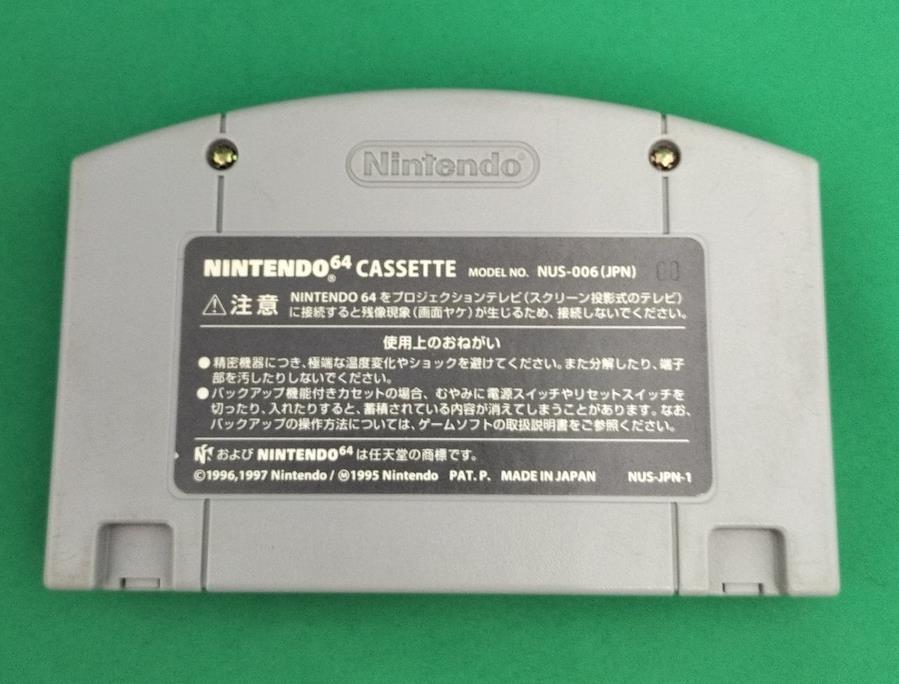 Nintendo®
NINTENDO64® CASSETTE MODEL NO. NUS-006(JPN) 00
⚠注意 NINTENDO 64をプロジェクションテレビ(スクリーン投影式のテレビ)
に接続すると残像現象(画面ヤケ)が生じるため、接続しないでください。
使用上のおねがい
●精密機器につき、極端な温度変化やショックを避けてください。また分解したり、端子
部を汚したりしないでください。
●バックアップ機能付きカセットの場合、むやみに電源スイッチやリセットスイッチを
切ったり、入れたりすると、蓄積されている内容が消えてしまうことがあります。なお、
バックアップの操作方法については、ゲームソフトの取扱説明書をご参照ください。
および NINTENDO64は任天堂の商標です。
©1996,1997 Nintendo/Ⓜ1995 Nintendo PAT. P. MADE IN JAPAN NUS-JPN-1